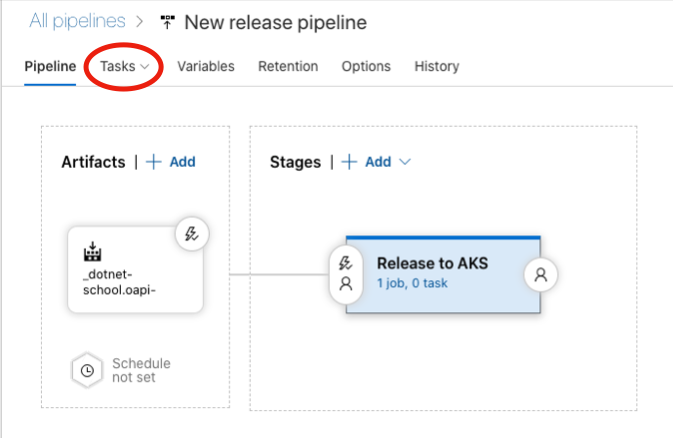 All pipelines > New release pipeline
Pipeline Tasks Variables Retention Options History
Artifacts | + Add
Stages | + Add
_dotnet-
school.oapi-
Release to AKS
1 job, 0 task
Schedule
not set